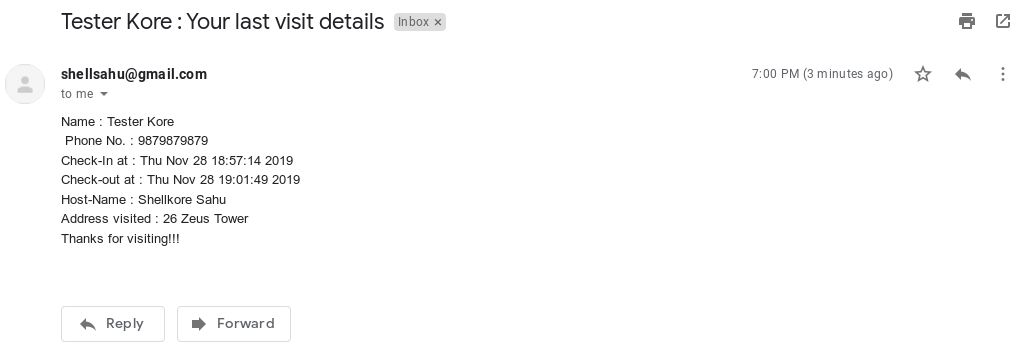 Tester Kore : Your last visit details Inbox ×
shellsahu@gmail.com 7:00 PM (3 minutes ago)
to me
Name : Tester Kore
Phone No. : 9879879879
Check-In at : Thu Nov 28 18:57:14 2019
Check-out at : Thu Nov 28 19:01:49 2019
Host-Name : Shellkore Sahu
Address visited : 26 Zeus Tower
Thanks for visiting!!!
Reply Forward